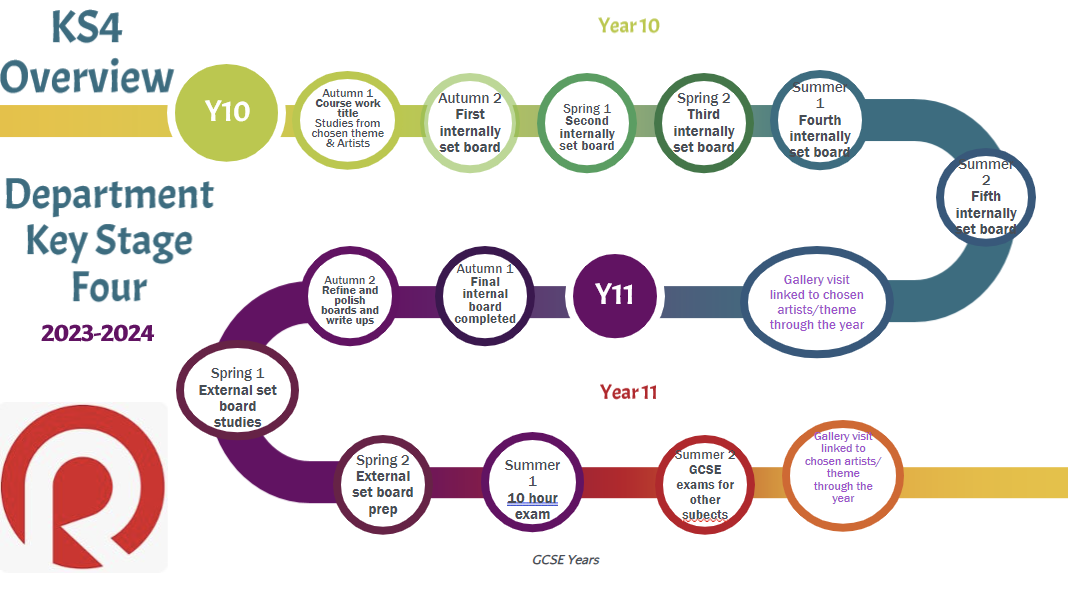 KS4
Overview
Year 10
Y10
Autumn 1
Course work
title
Studies from
chosen theme
& Artists
Autumn 2
First
internally
set board
Spring 1
Second
internally
set board
Spring 2
Third
internally
set board
Summer
1
Fourth
internally
set board
Summer
2
Fifth
internally
set board
Department
Key Stage
Four
2023-2024
Gallery visit
linked to chosen
artists/theme
through the year
Y11
Autumn 1
Final
internal
board
completed
Autumn 2
Refine and
polish
boards and
write ups
Spring 1
External set
board
studies
Year 11
Spring 2
External
set board
prep
Summer
1
10 hour
exam
Summer 2
GCSE
exams for
other
subects
Gallery visit
linked to
chosen artists/
theme
through the
year
GCSE Years